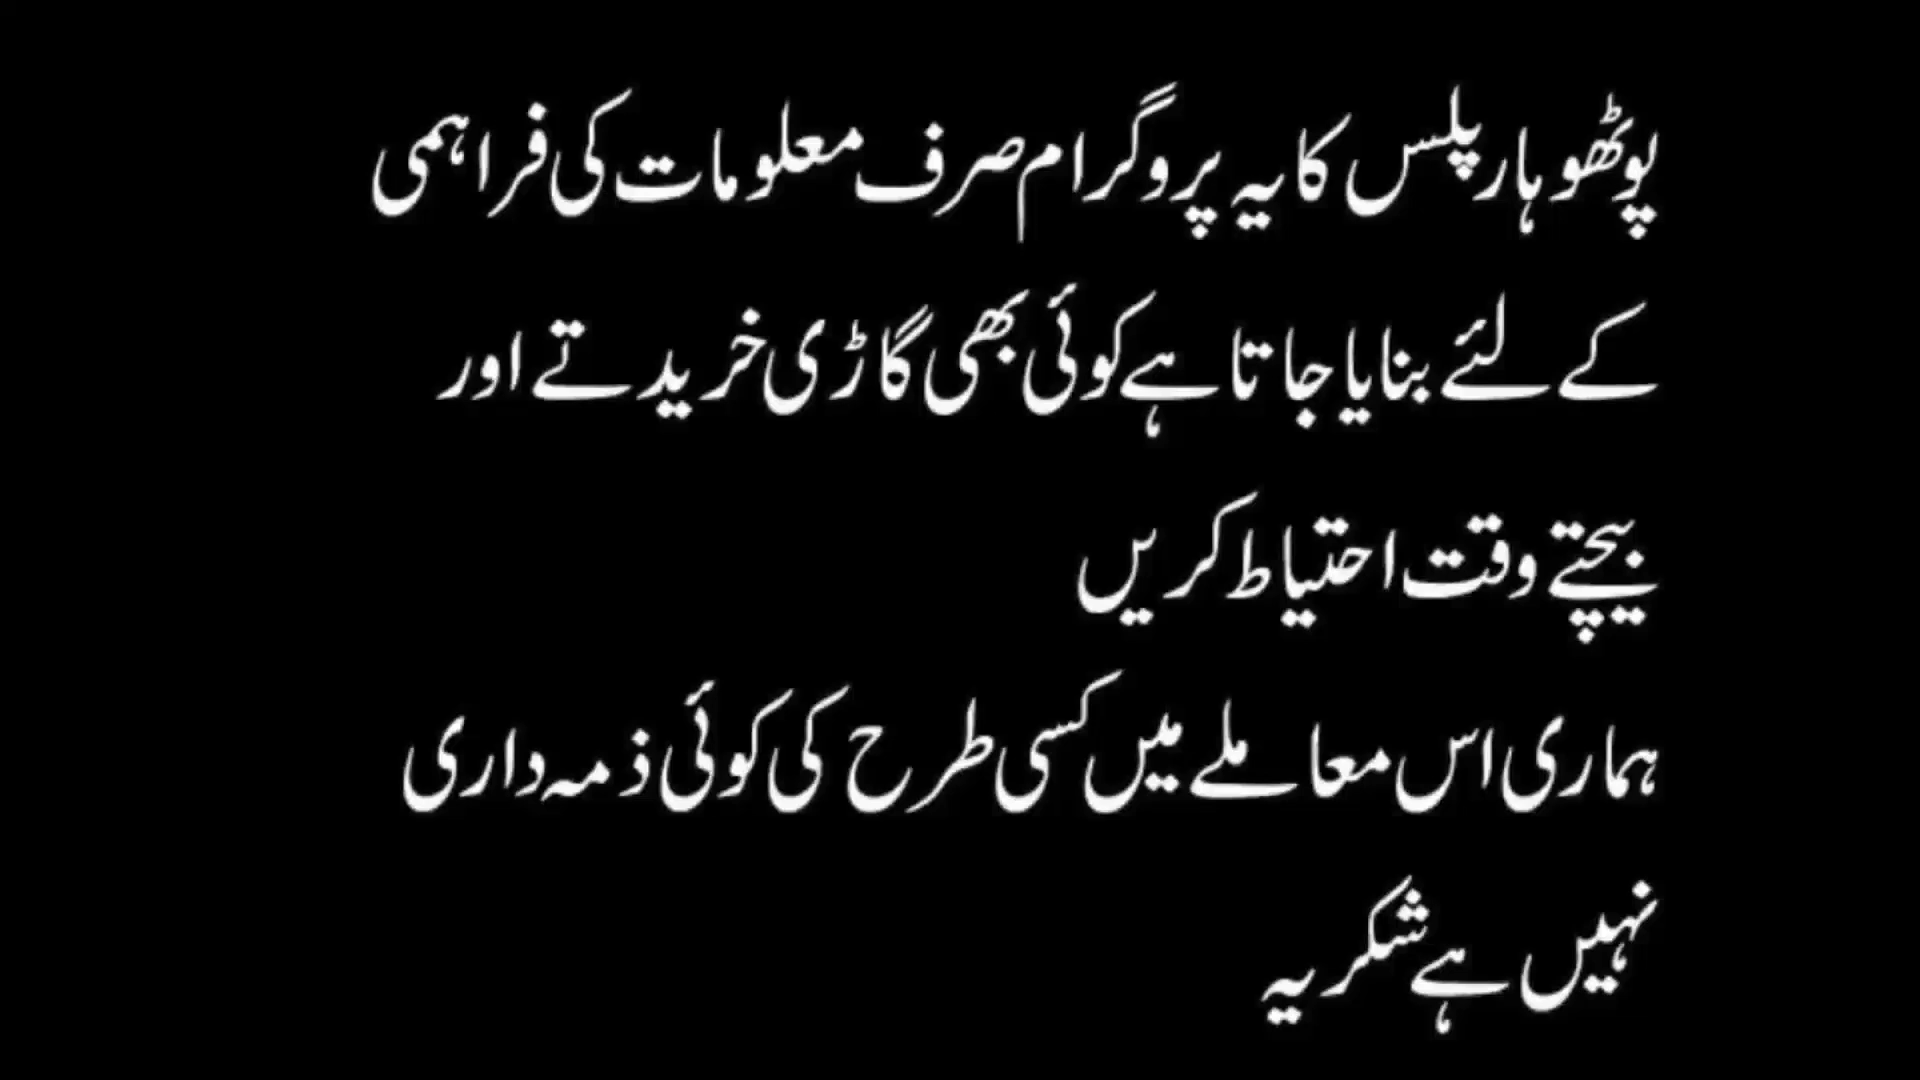 پوٹھوہار پلس کا یہ پروگرام صرف معلومات کی فراہمی
کے لئے بنایا جاتا ہے کوئی بھی گاڑی خریدتے اور
بیچتے وقت احتیاط کریں
ہماری اس معاملے میں کسی طرح کی کوئی ذمہ داری
نہیں ہے شکریہ